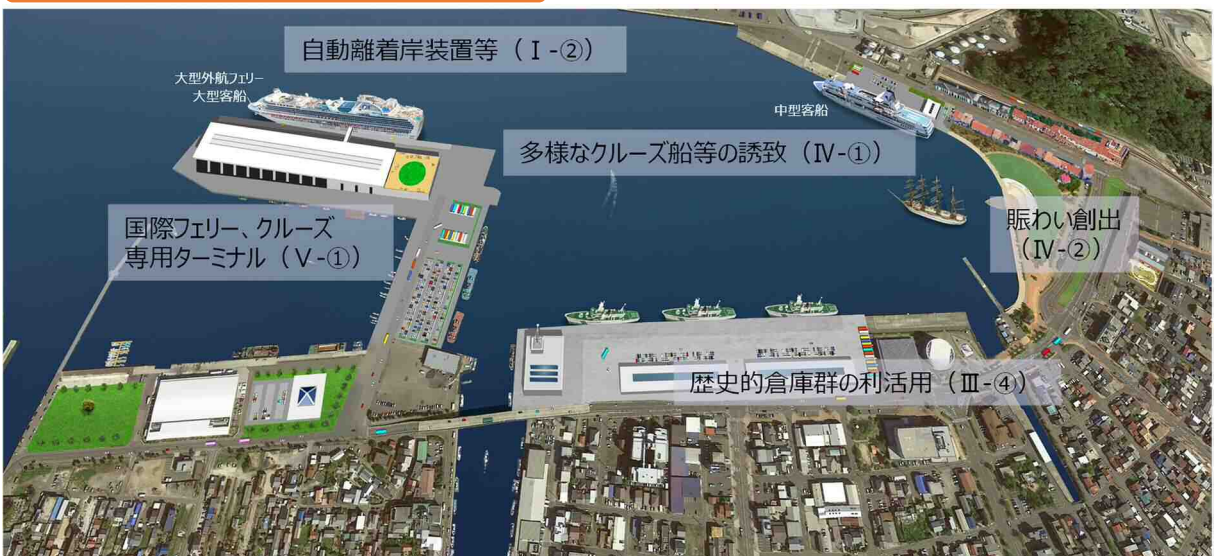 自動離着岸装置等（Ⅰ-②）
大型外航フェリー
大型客船
中型客船
多様なクルーズ船等の誘致（Ⅳ-①）
国際フェリー、クルーズ
専用ターミナル（Ⅴ-①）
賑わい創出
（Ⅳ-②）
歴史的倉庫群の利活用（Ⅲ-④）